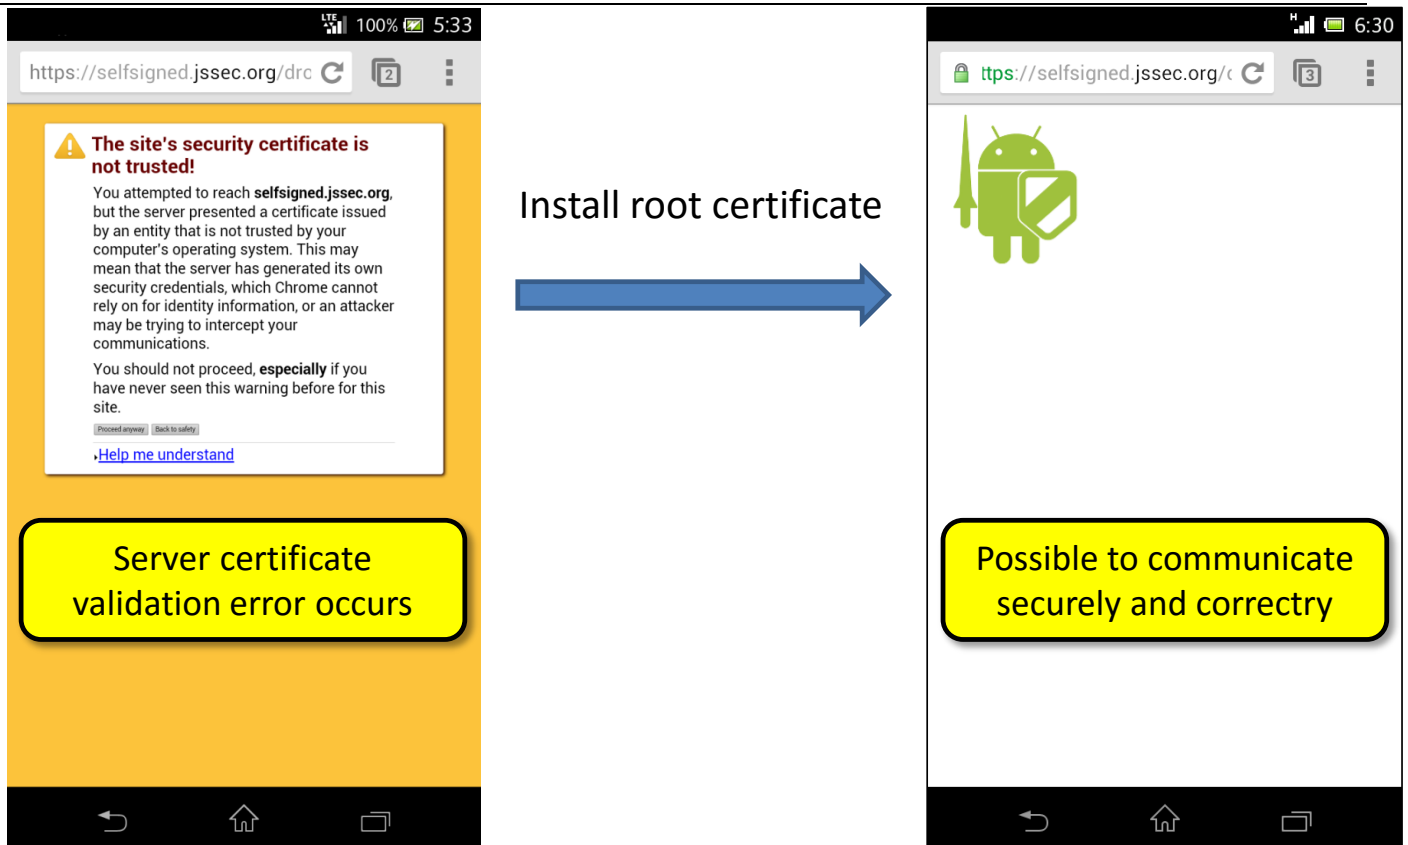 LTE 100% 5:33
https://selfsigned.jssec.org/drc
2
The site's security certificate is
not trusted!
You attempted to reach selfsigned.jssec.org,
but the server presented a certificate issued
by an entity that is not trusted by your
computer's operating system. This may
mean that the server has generated its own
security credentials, which Chrome cannot
rely on for identity information, or an attacker
may be trying to intercept your
communications.
You should not proceed, especially if you
have never seen this warning before for this
site.
Proceed anyway Back to safety
Help me understand
Server certificate
validation error occurs
Install root certificate
H 6:30
ttps://selfsigned.jssec.org/c
3
Possible to communicate
securely and correctry